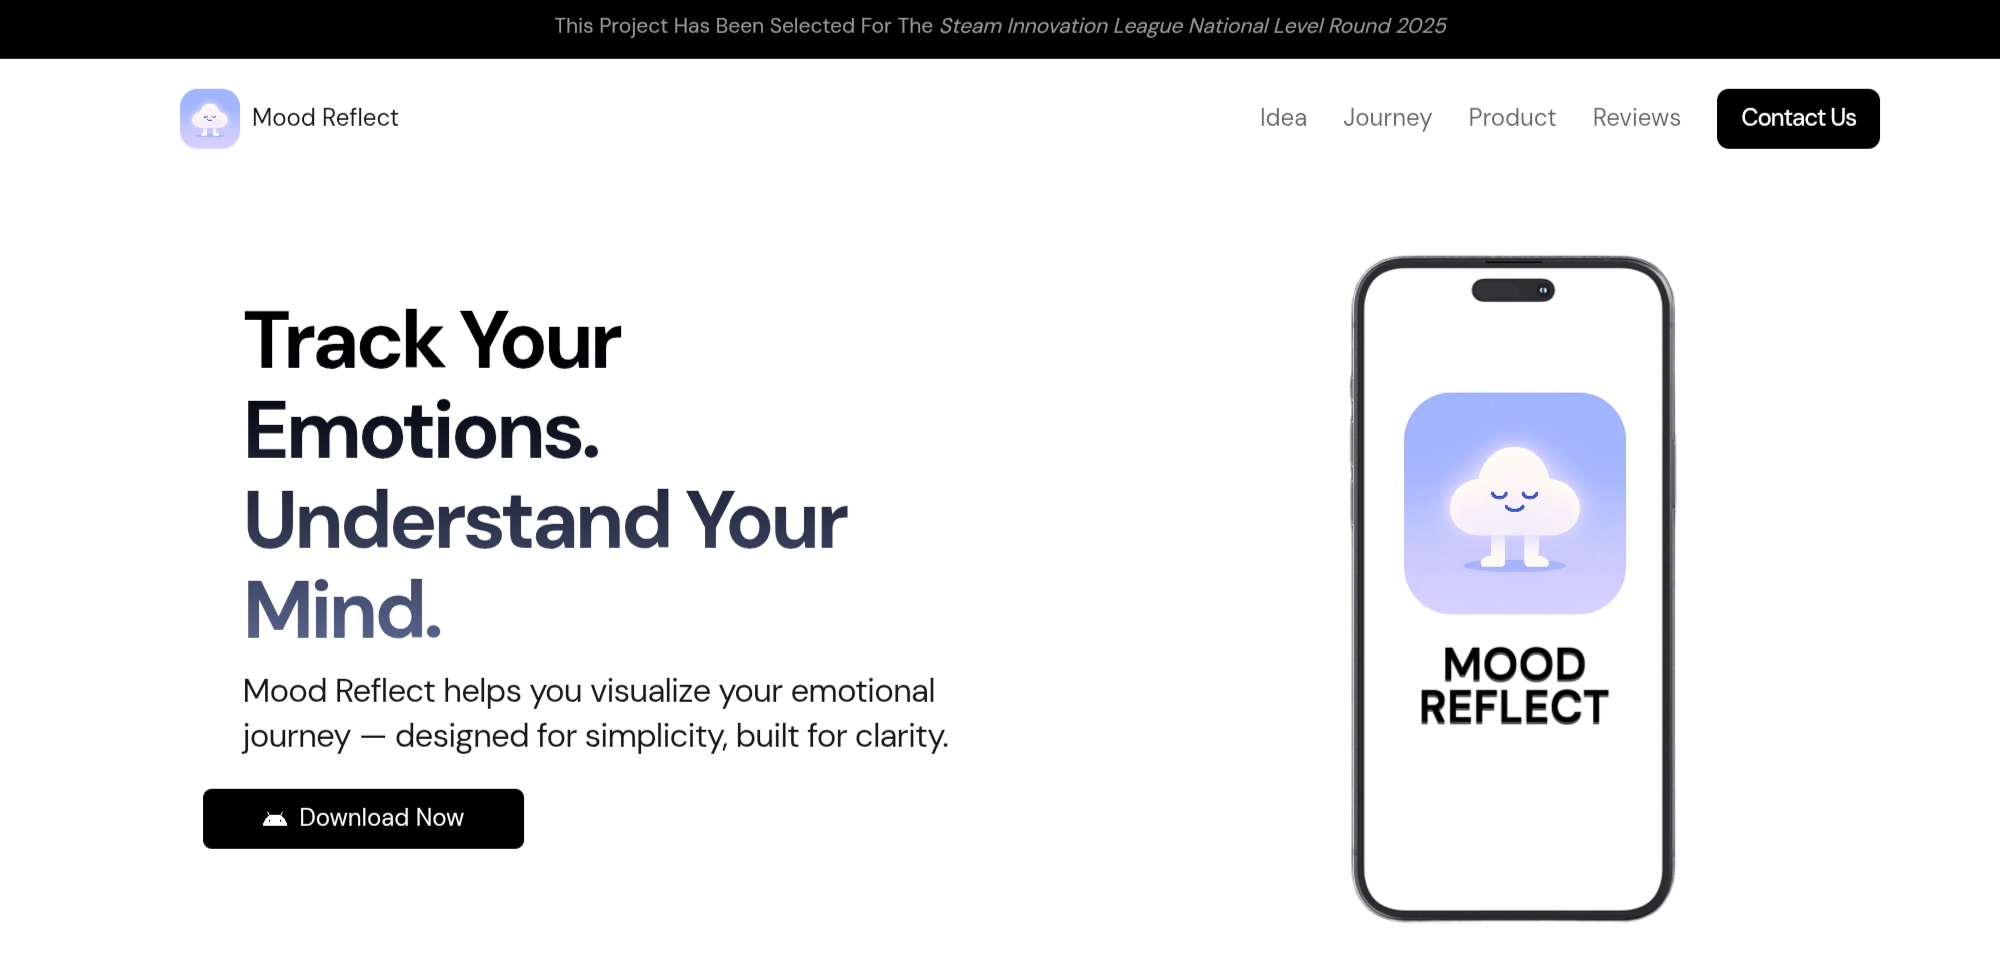 This Project Has Been Selected For The Steam Innovation League National Level Round 2025
Mood Reflect
Idea
Journey
Product
Reviews
Contact Us
Track Your
Emotions.
Understand Your
Mind.
Mood Reflect helps you visualize your emotional
journey — designed for simplicity, built for clarity.
Download Now
MOOD
REFLECT